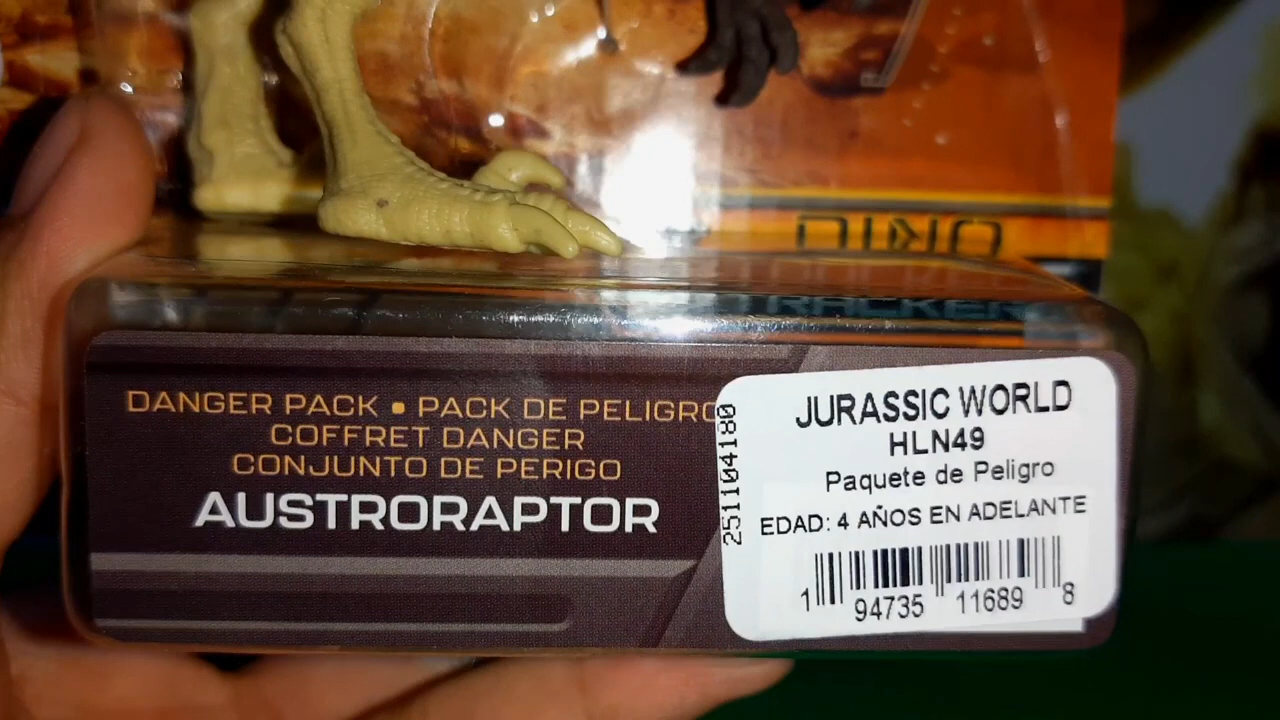 DINO
TRACKER
DANGER PACK • PACK DE PELIGRO
COFFRET DANGER
CONJUNTO DE PERIGO
AUSTRORAPTOR
251104180
JURASSIC WORLD
HLN49
Paquete de Peligro
EDAD: 4 AÑOS EN ADELANTE
1 94735 11689 8